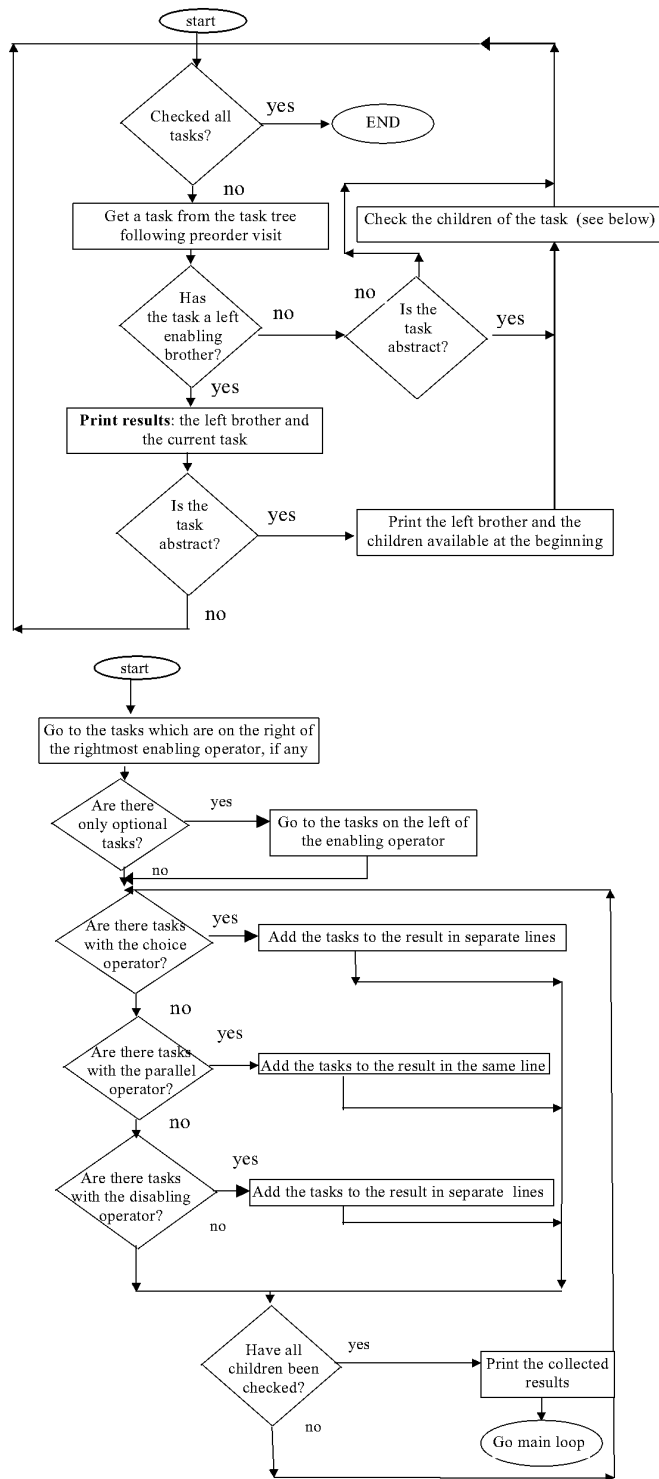 start
Checked all
tasks?
yes
END
no
Get a task from the task tree
following preorder visit
Check the children of the task (see below)
Has
the task a left
enabling
brother?
no
no
Is the
task
abstract?
yes
yes
Print results: the left brother and
the current task
Is the
task
abstract?
yes
Print the left brother and the
children available at the beginning
no
start
Go to the tasks which are on the right of
the rightmost enabling operator, if any
Are there
only optional
tasks?
yes
Go to the tasks on the left of
the enabling operator
no
Are there tasks
with the choice
operator?
yes
Add the tasks to the result in separate lines
no
Are there tasks
with the parallel
operator?
yes
Add the tasks to the result in the same line
no
Are there tasks
with the disabling
operator?
yes
Add the tasks to the result in separate lines
no
Have all
children been
checked?
yes
Print the collected
results
no
Go main loop